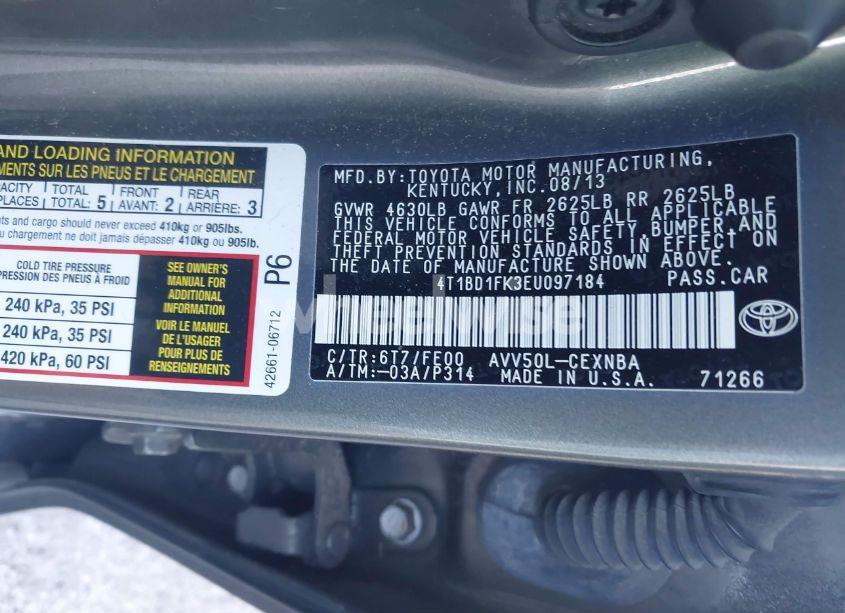 AND LOADING INFORMATION
MENTS SUR LES PNEUS ET LE CHARGEMENT
PACITY TOTAL 5 FRONT 2 REAR 3
PLACES TOTAL: AVANT: ARRIÈRE:
nts and cargo should never exceed 410kg or 905lbs.
u chargement ne doit jamais dépasser 410kg ou 905lb.
COLD TIRE PRESSURE
PRESSION DES PNEUS À FROID
240 kPa, 35 PSI
240 kPa, 35 PSI
420 kPa, 60 PSI
SEE OWNER'S
MANUAL FOR
ADDITIONAL
INFORMATION
VOIR LE MANUEL
DE L'USAGER
POUR PLUS DE
RENSEIGNEMENTS
P6
42661-06712
MFD.BY: TOYOTA MOTOR MANUFACTURING,
KENTUCKY, INC. 08/13
GVWR 4630LB GAWR FR 2625LB RR 2625LB
THIS VEHICLE CONFORMS TO ALL APPLICABLE
FEDERAL MOTOR VEHICLE SAFETY, BUMPER, AND
THEFT PREVENTION STANDARDS IN EFFECT ON
THE DATE OF MANUFACTURE SHOWN ABOVE.
4T1BD1FK3EU097184 PASS.CAR
C/TR: 6T7/FE00 AVV50L-CEXNBA
A/TM: -03A/P314 MADE IN U.S.A. 71266
TOYOTA
wheelwise